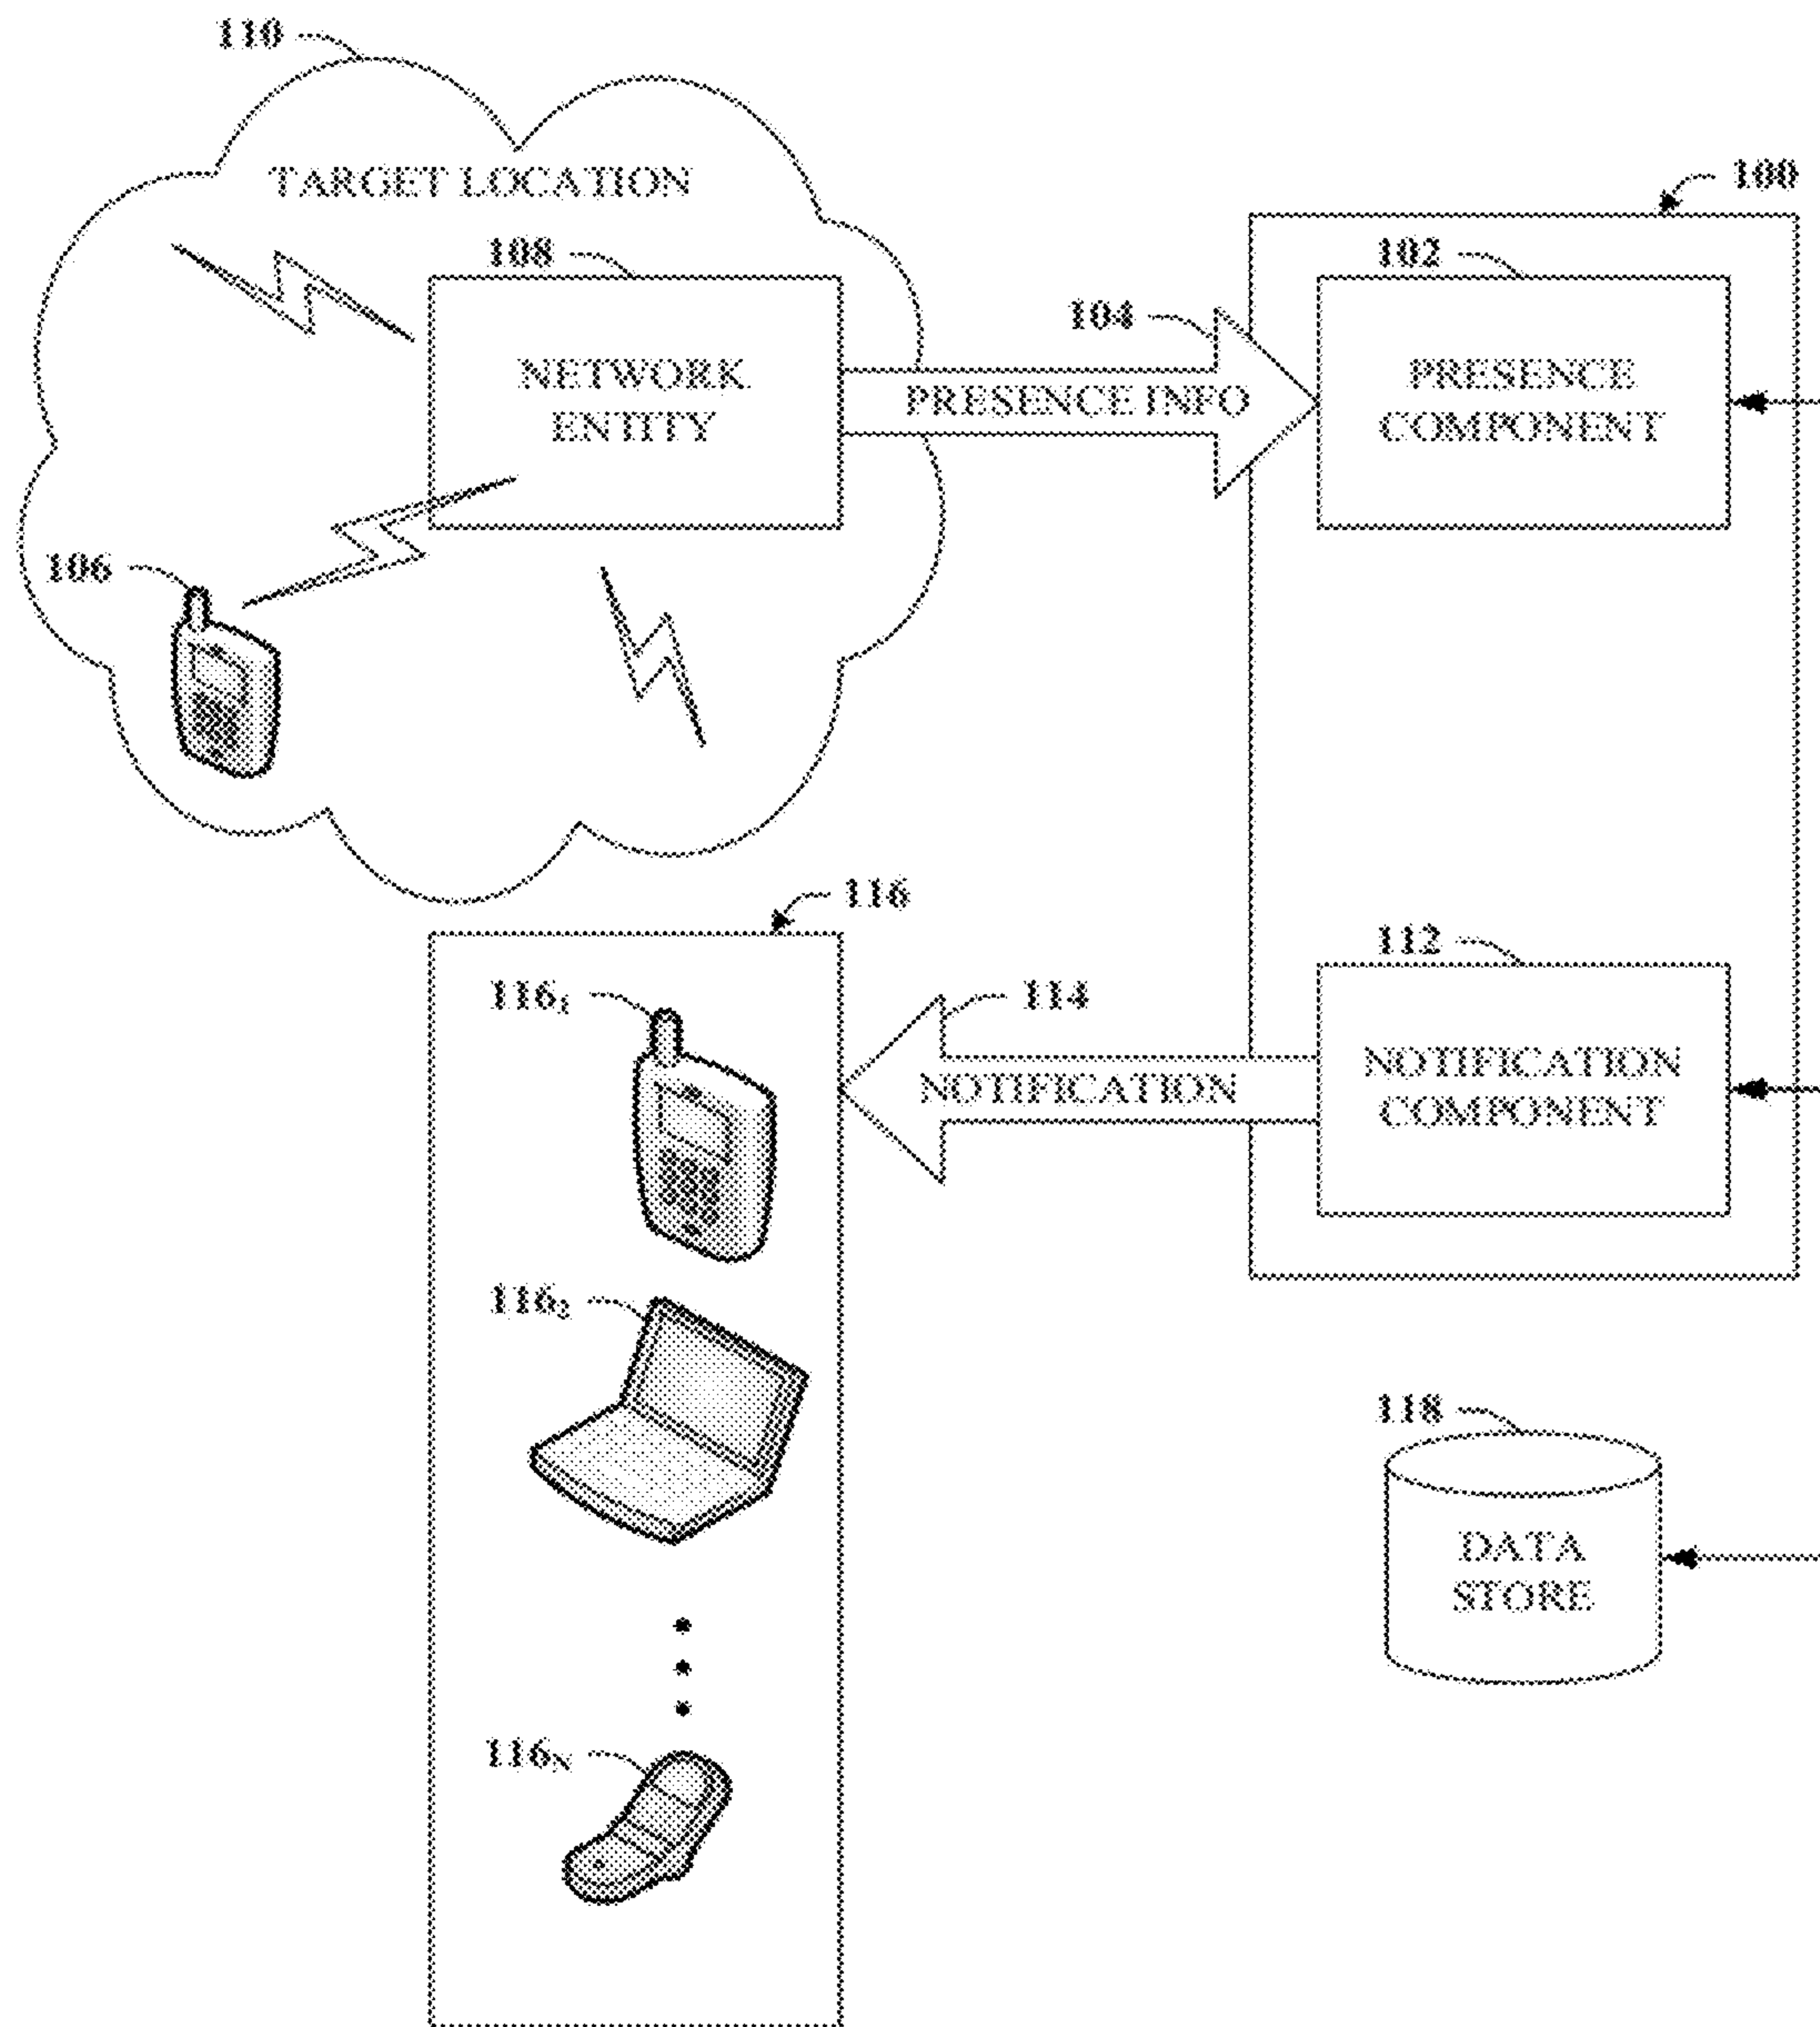 110
TARGET LOCATION
100
108
102
104
NETWORK
ENTITY
PRESENCE INFO
PRESENCE
COMPONENT
106
116
112
116₁
114
NOTIFICATION
NOTIFICATION
COMPONENT
116₂
118
DATA
STORE
116ₙ